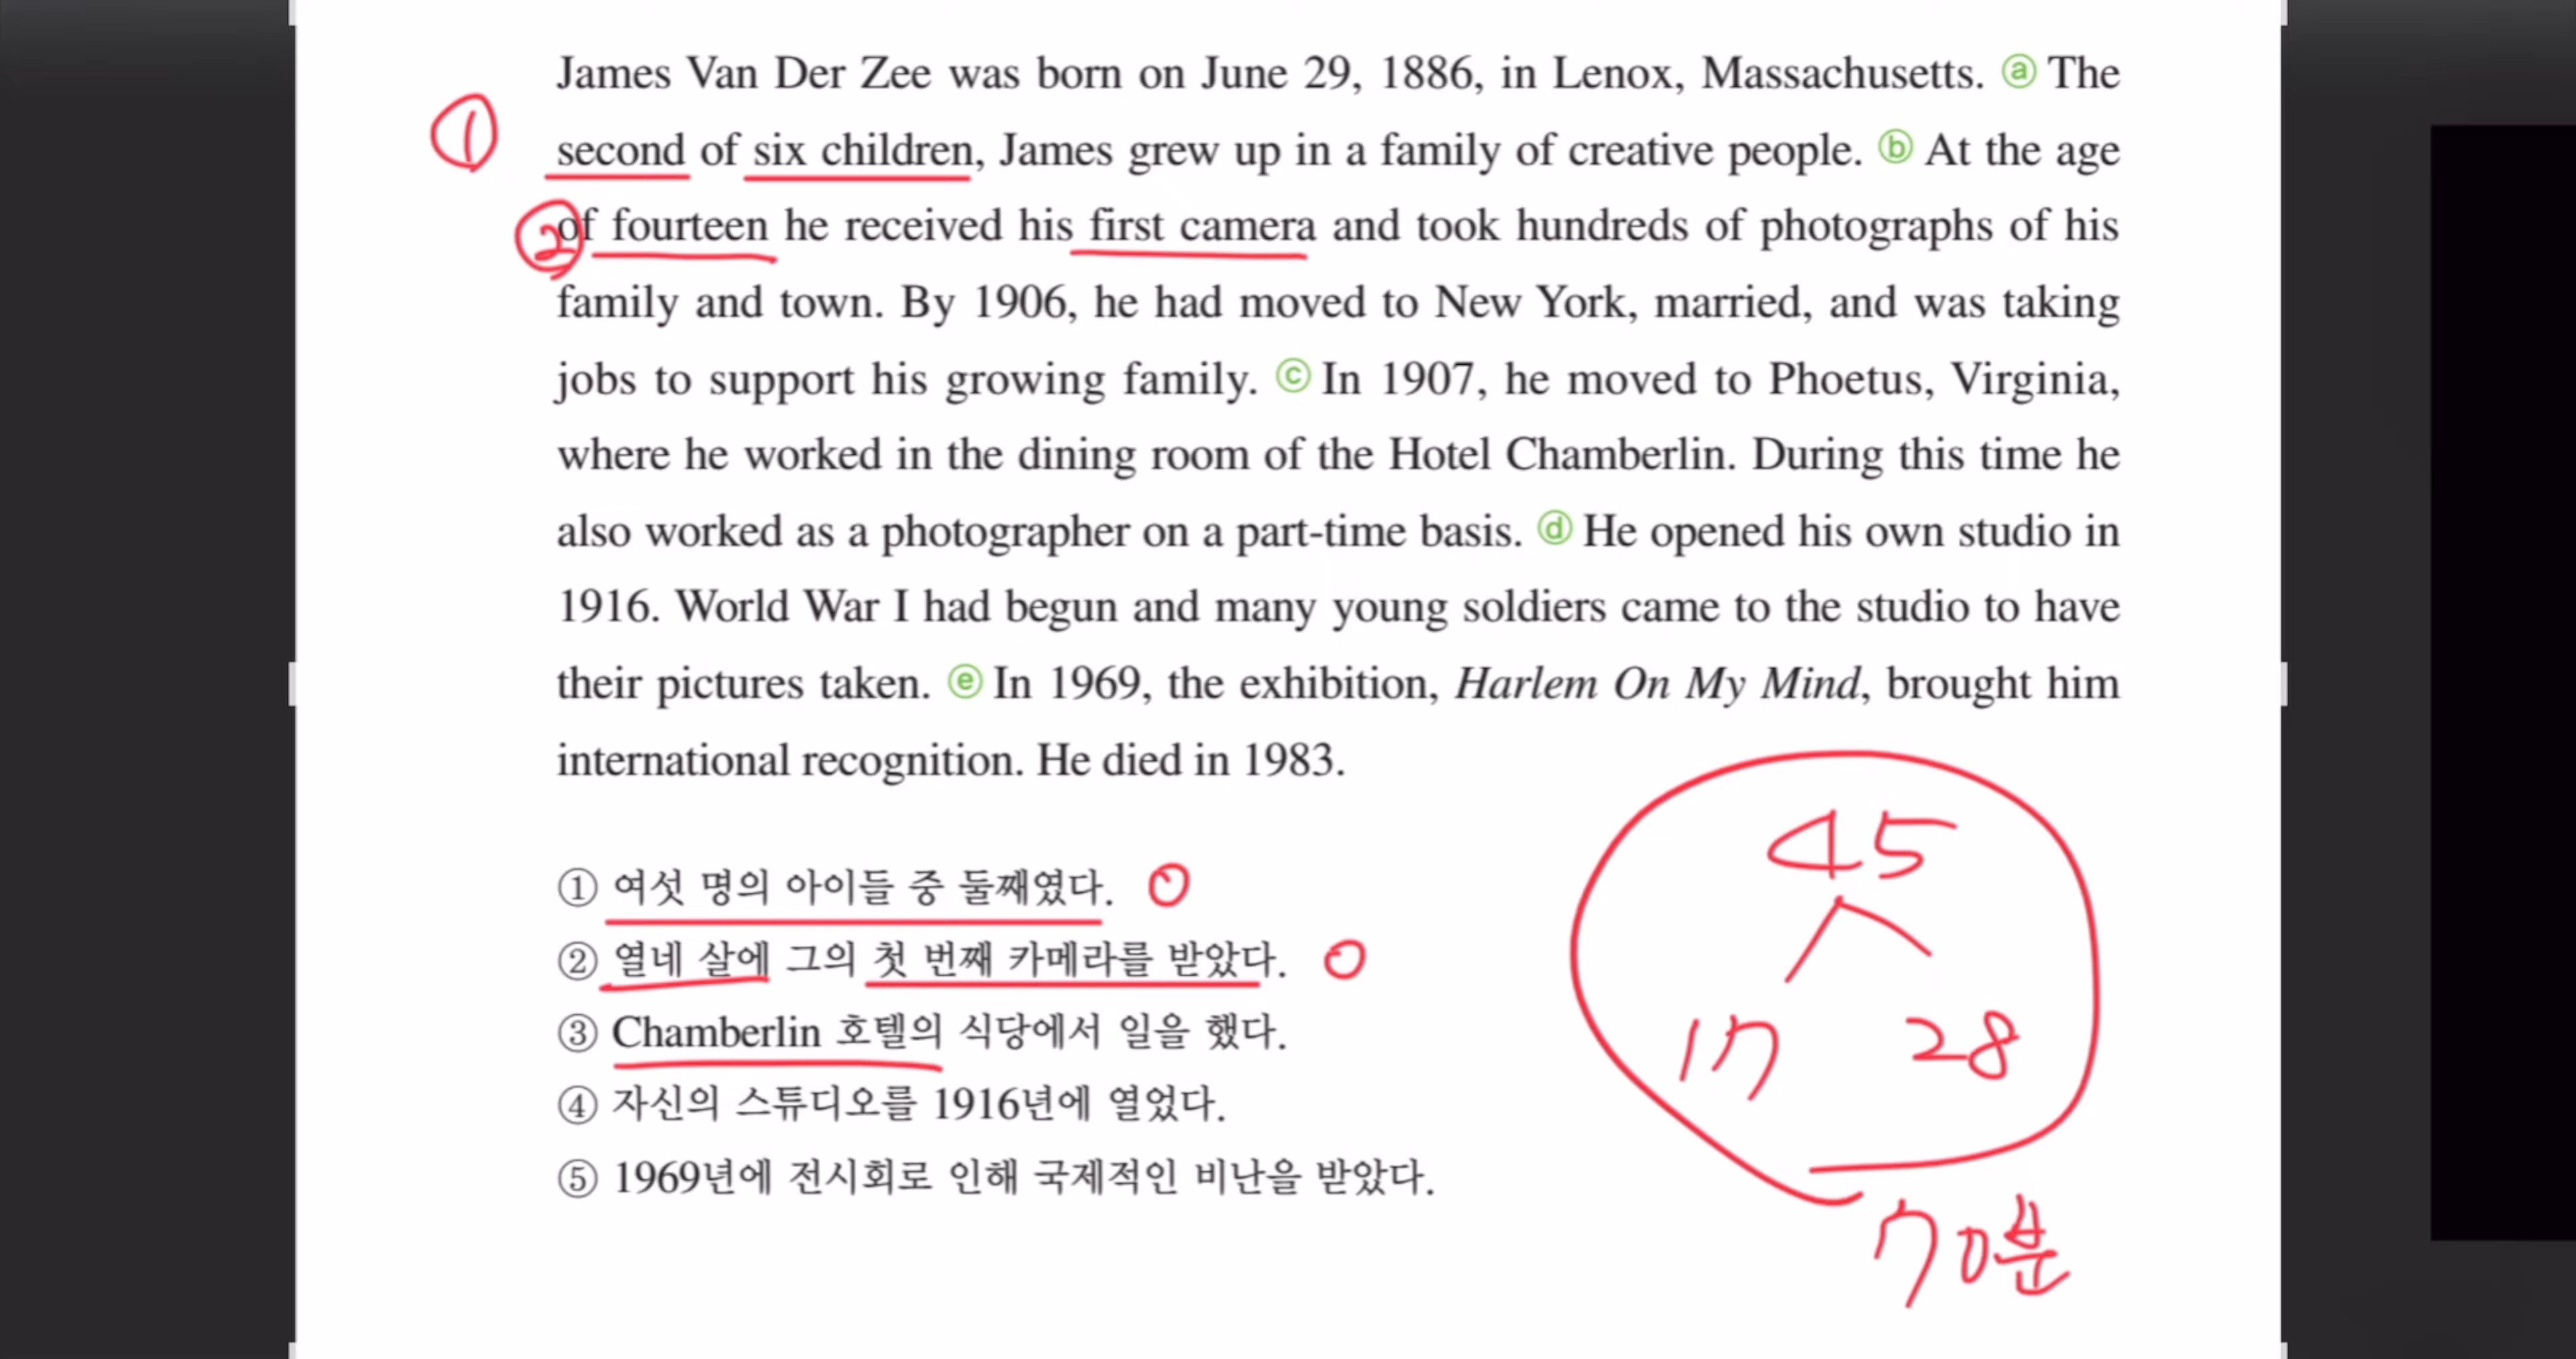 James Van Der Zee was born on June 29, 1886, in Lenox, Massachusetts. ⓐ The
① second of six children, James grew up in a family of creative people. ⓑ At the age
② of fourteen he received his first camera and took hundreds of photographs of his
family and town. By 1906, he had moved to New York, married, and was taking
jobs to support his growing family. ⓒ In 1907, he moved to Phoetus, Virginia,
where he worked in the dining room of the Hotel Chamberlin. During this time he
also worked as a photographer on a part-time basis. ⓓ He opened his own studio in
1916. World War I had begun and many young soldiers came to the studio to have
their pictures taken. ⓔ In 1969, the exhibition, Harlem On My Mind, brought him
international recognition. He died in 1983.
① 여섯 명의 아이들 중 둘째였다. O
② 열네 살에 그의 첫 번째 카메라를 받았다. O
③ Chamberlin 호텔의 식당에서 일을 했다.
④ 자신의 스튜디오를 1916년에 열었다.
⑤ 1969년에 전시회로 인해 국제적인 비난을 받았다.
45
17 28
70분